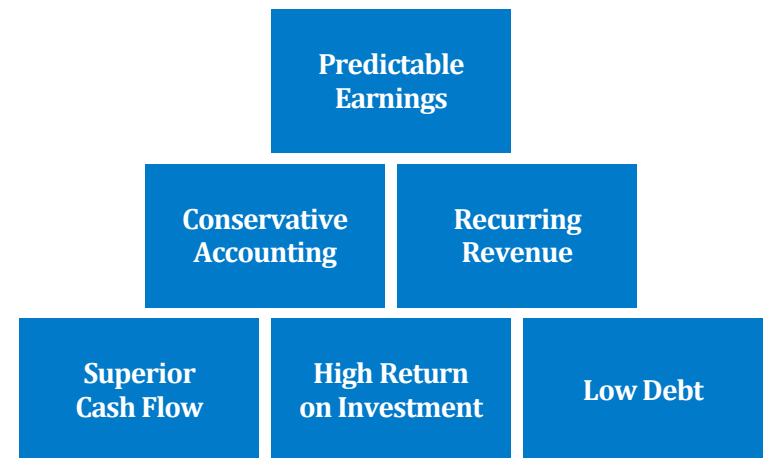 Predictable
Earnings
Conservative
Accounting
Recurring
Revenue
Superior
Cash Flow
High Return
on Investment
Low Debt